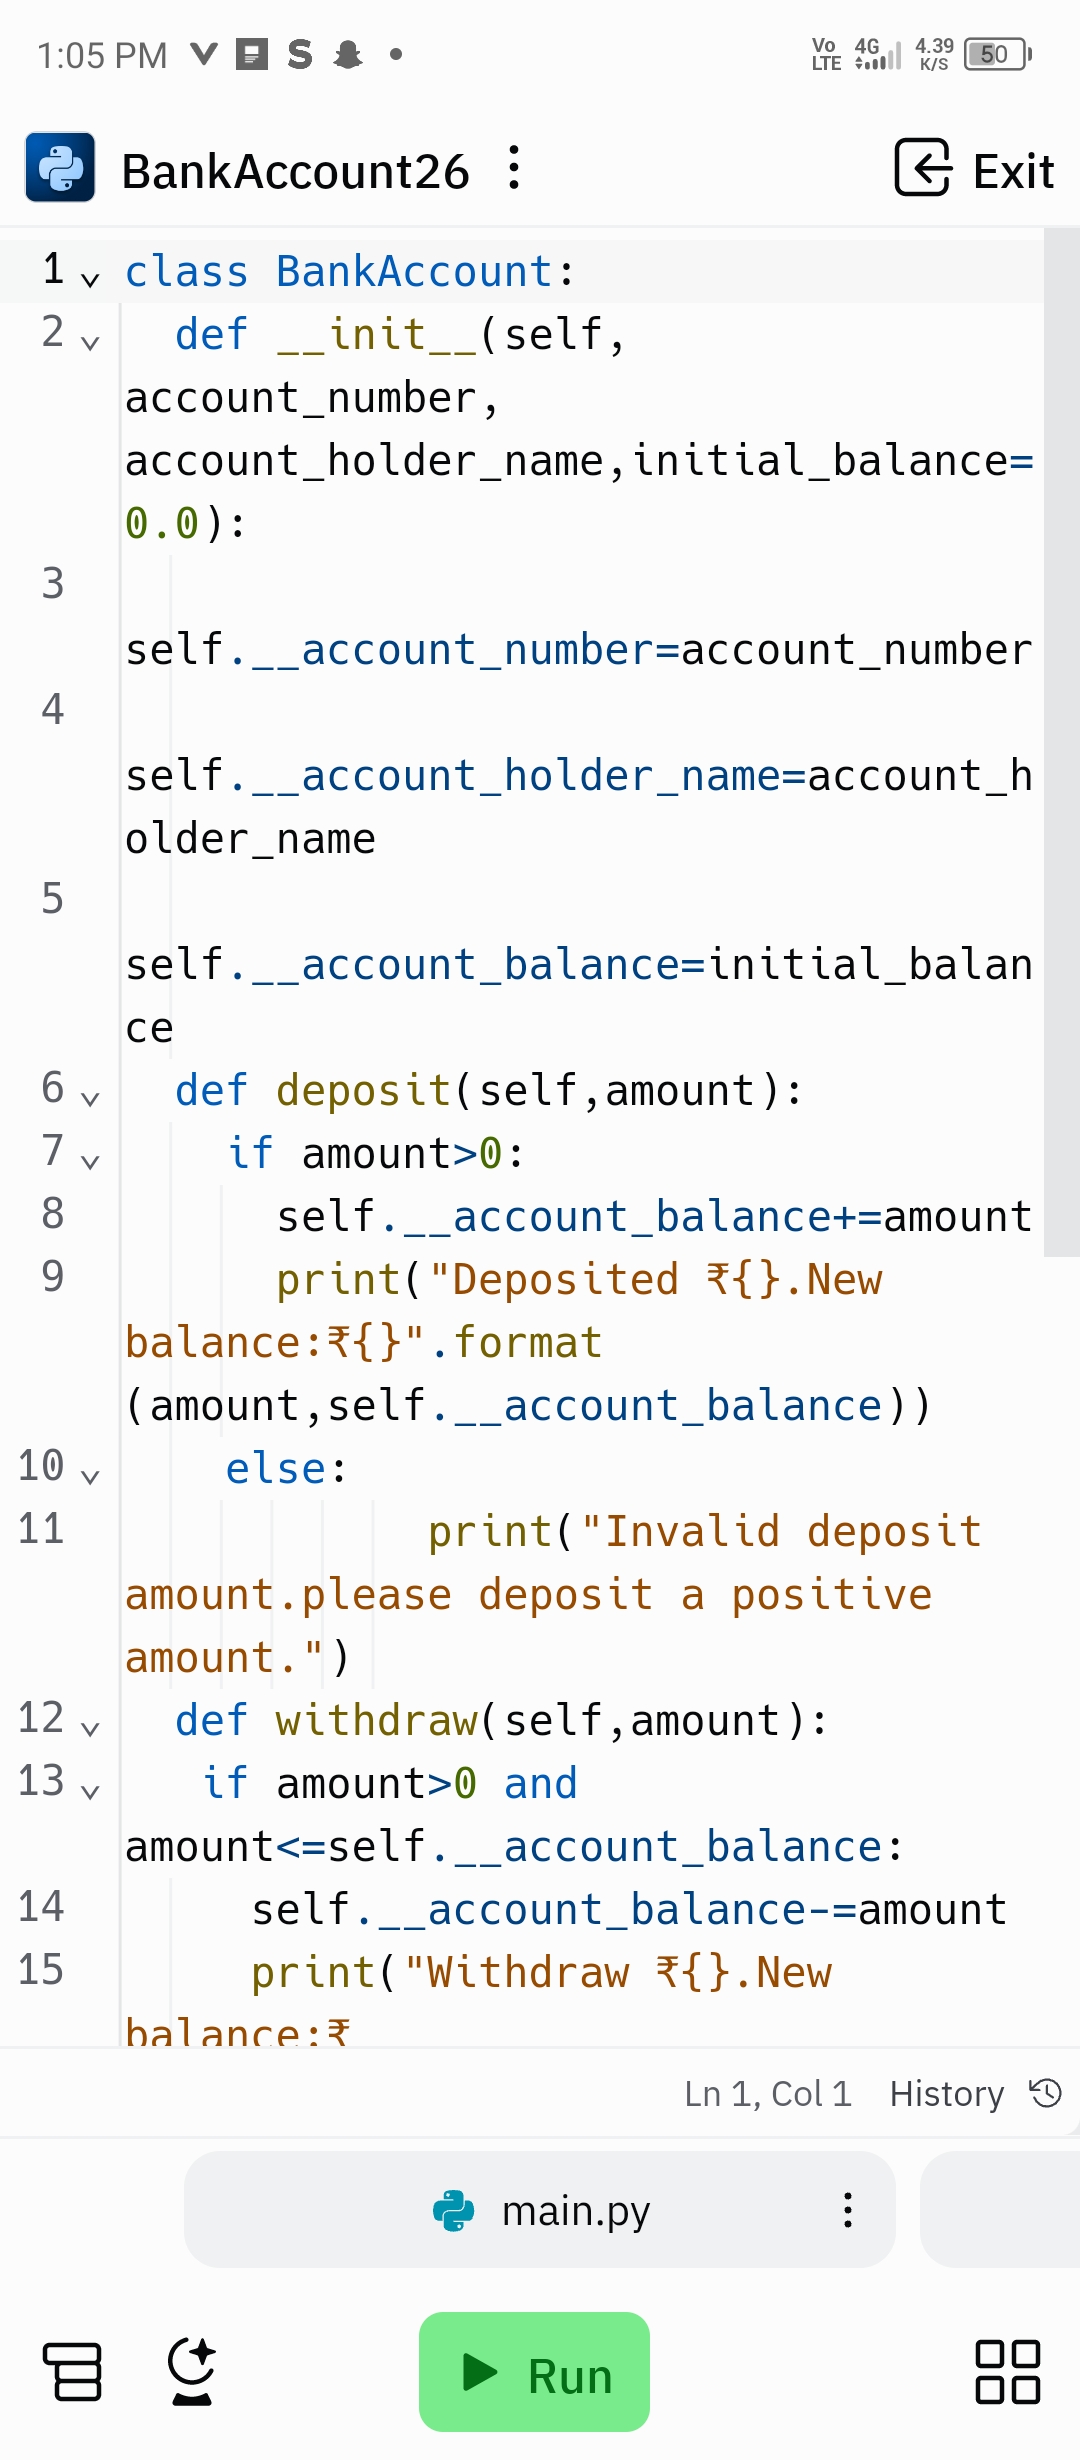 1:05 PM
Vo LTE 4G 4.39 K/S 50
BankAccount26
Exit
1 class BankAccount:
2 def __init__(self,
account_number,
account_holder_name,initial_balance=
0.0):
3
self.__account_number=account_number
4
self.__account_holder_name=account_h
older_name
5
self.__account_balance=initial_balan
ce
6 def deposit(self,amount):
7 if amount>0:
8 self.__account_balance+=amount
9 print("Deposited ₹{}.New
balance:₹{}".format
(amount,self.__account_balance))
10 else:
11 print("Invalid deposit
amount.please deposit a positive
amount.")
12 def withdraw(self,amount):
13 if amount>0 and
amount<=self.__account_balance:
14 self.__account_balance-=amount
15 print("Withdraw ₹{}.New
balance:₹
Ln 1, Col 1 History
main.py
Run